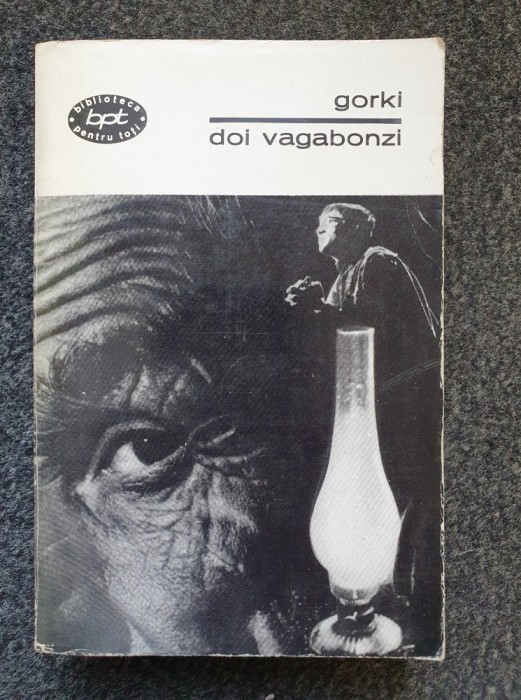 biblioteca
bpt
pentru toți
gorki
doi vagabonzi